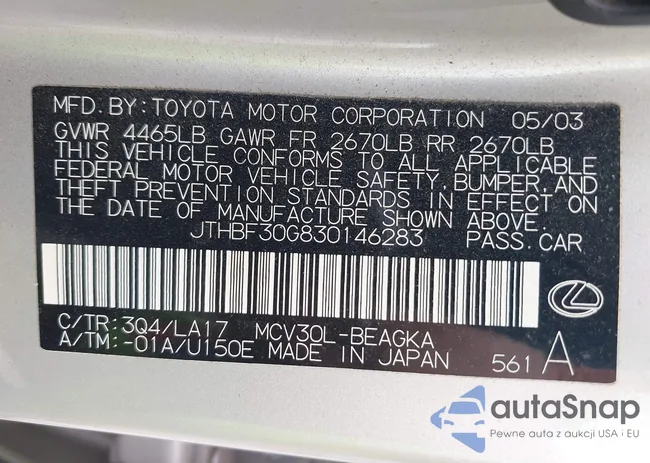 MFD.BY:TOYOTA MOTOR CORPORATION 05/03
GVWR 4465LB GAWR FR 2670LB RR 2670LB
THIS VEHICLE CONFORMS TO ALL APPLICABLE
FEDERAL MOTOR VEHICLE SAFETY,BUMPER,AND
THEFT PREVENTION STANDARDS IN EFFECT ON
THE DATE OF MANUFACTURE SHOWN ABOVE.
JTHBF30G830146283 PASS.CAR
C/TR:3Q4/LA17 MCV30L-BEAGKA
A/TM:-01A/U150E MADE IN JAPAN 561 A
autaSnap
Pewne auta z aukcji USA i EU